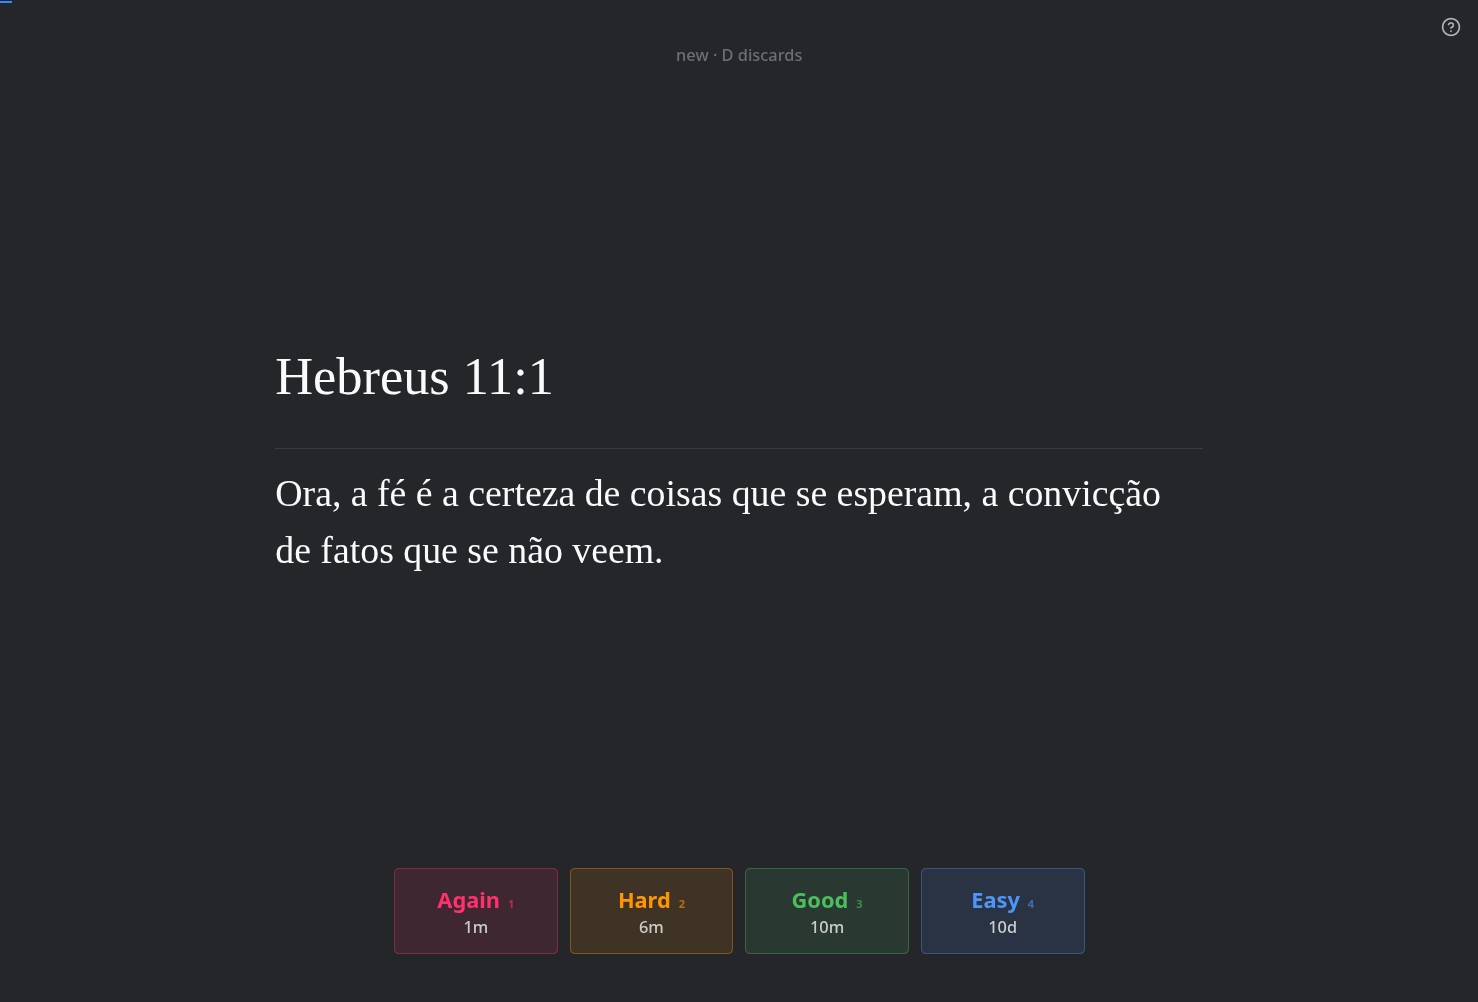 new · D discards
Hebreus 11:1
Ora, a fé é a certeza de coisas que se esperam, a convicção
de fatos que se não veem.
Again 1
1m
Hard 2
6m
Good 3
10m
Easy 4
10d